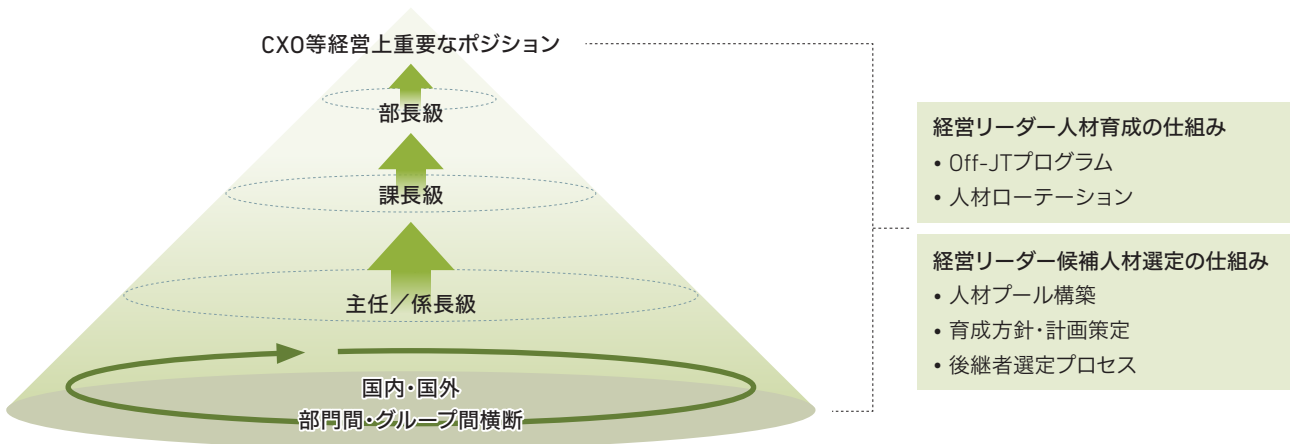 CXO等経営上重要なポジション
部長級
課長級
主任／係長級
国内・国外
部門間・グループ間横断
経営リーダー人材育成の仕組み
• Off-JTプログラム
• 人材ローテーション
経営リーダー候補人材選定の仕組み
• 人材プール構築
• 育成方針・計画策定
• 後継者選定プロセス